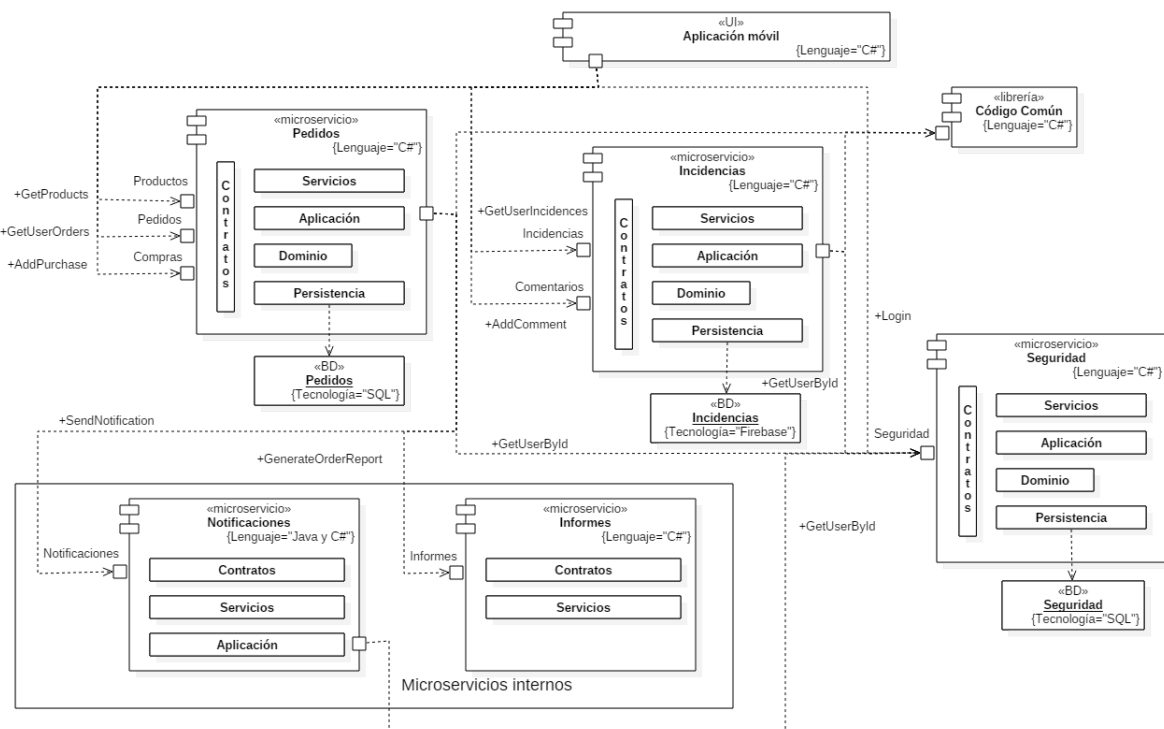 «UI»
Aplicación móvil
{Lenguaje="C#"}
«librería»
Código Común
{Lenguaje="C#"}
«microservicio»
Pedidos
{Lenguaje="C#"}
Contratos
Servicios
Aplicación
Dominio
Persistencia
Productos
+GetProducts
Pedidos
+GetUserOrders
Compras
+AddPurchase
«BD»
Pedidos
{Tecnología="SQL"}
«microservicio»
Incidencias
{Lenguaje="C#"}
Contratos
Servicios
Aplicación
Dominio
Persistencia
+GetUserIncidences
Incidencias
Comentarios
+AddComment
«BD»
Incidencias
{Tecnología="Firebase"}
+Login
+GetUserById
«microservicio»
Seguridad
{Lenguaje="C#"}
Contratos
Servicios
Aplicación
Dominio
Persistencia
Seguridad
«BD»
Seguridad
{Tecnología="SQL"}
+SendNotification
+GetUserById
+GenerateOrderReport
+GetUserById
«microservicio»
Notificaciones
{Lenguaje="Java y C#"}
Notificaciones
Contratos
Servicios
Aplicación
«microservicio»
Informes
{Lenguaje="C#"}
Informes
Contratos
Servicios
Microservicios internos